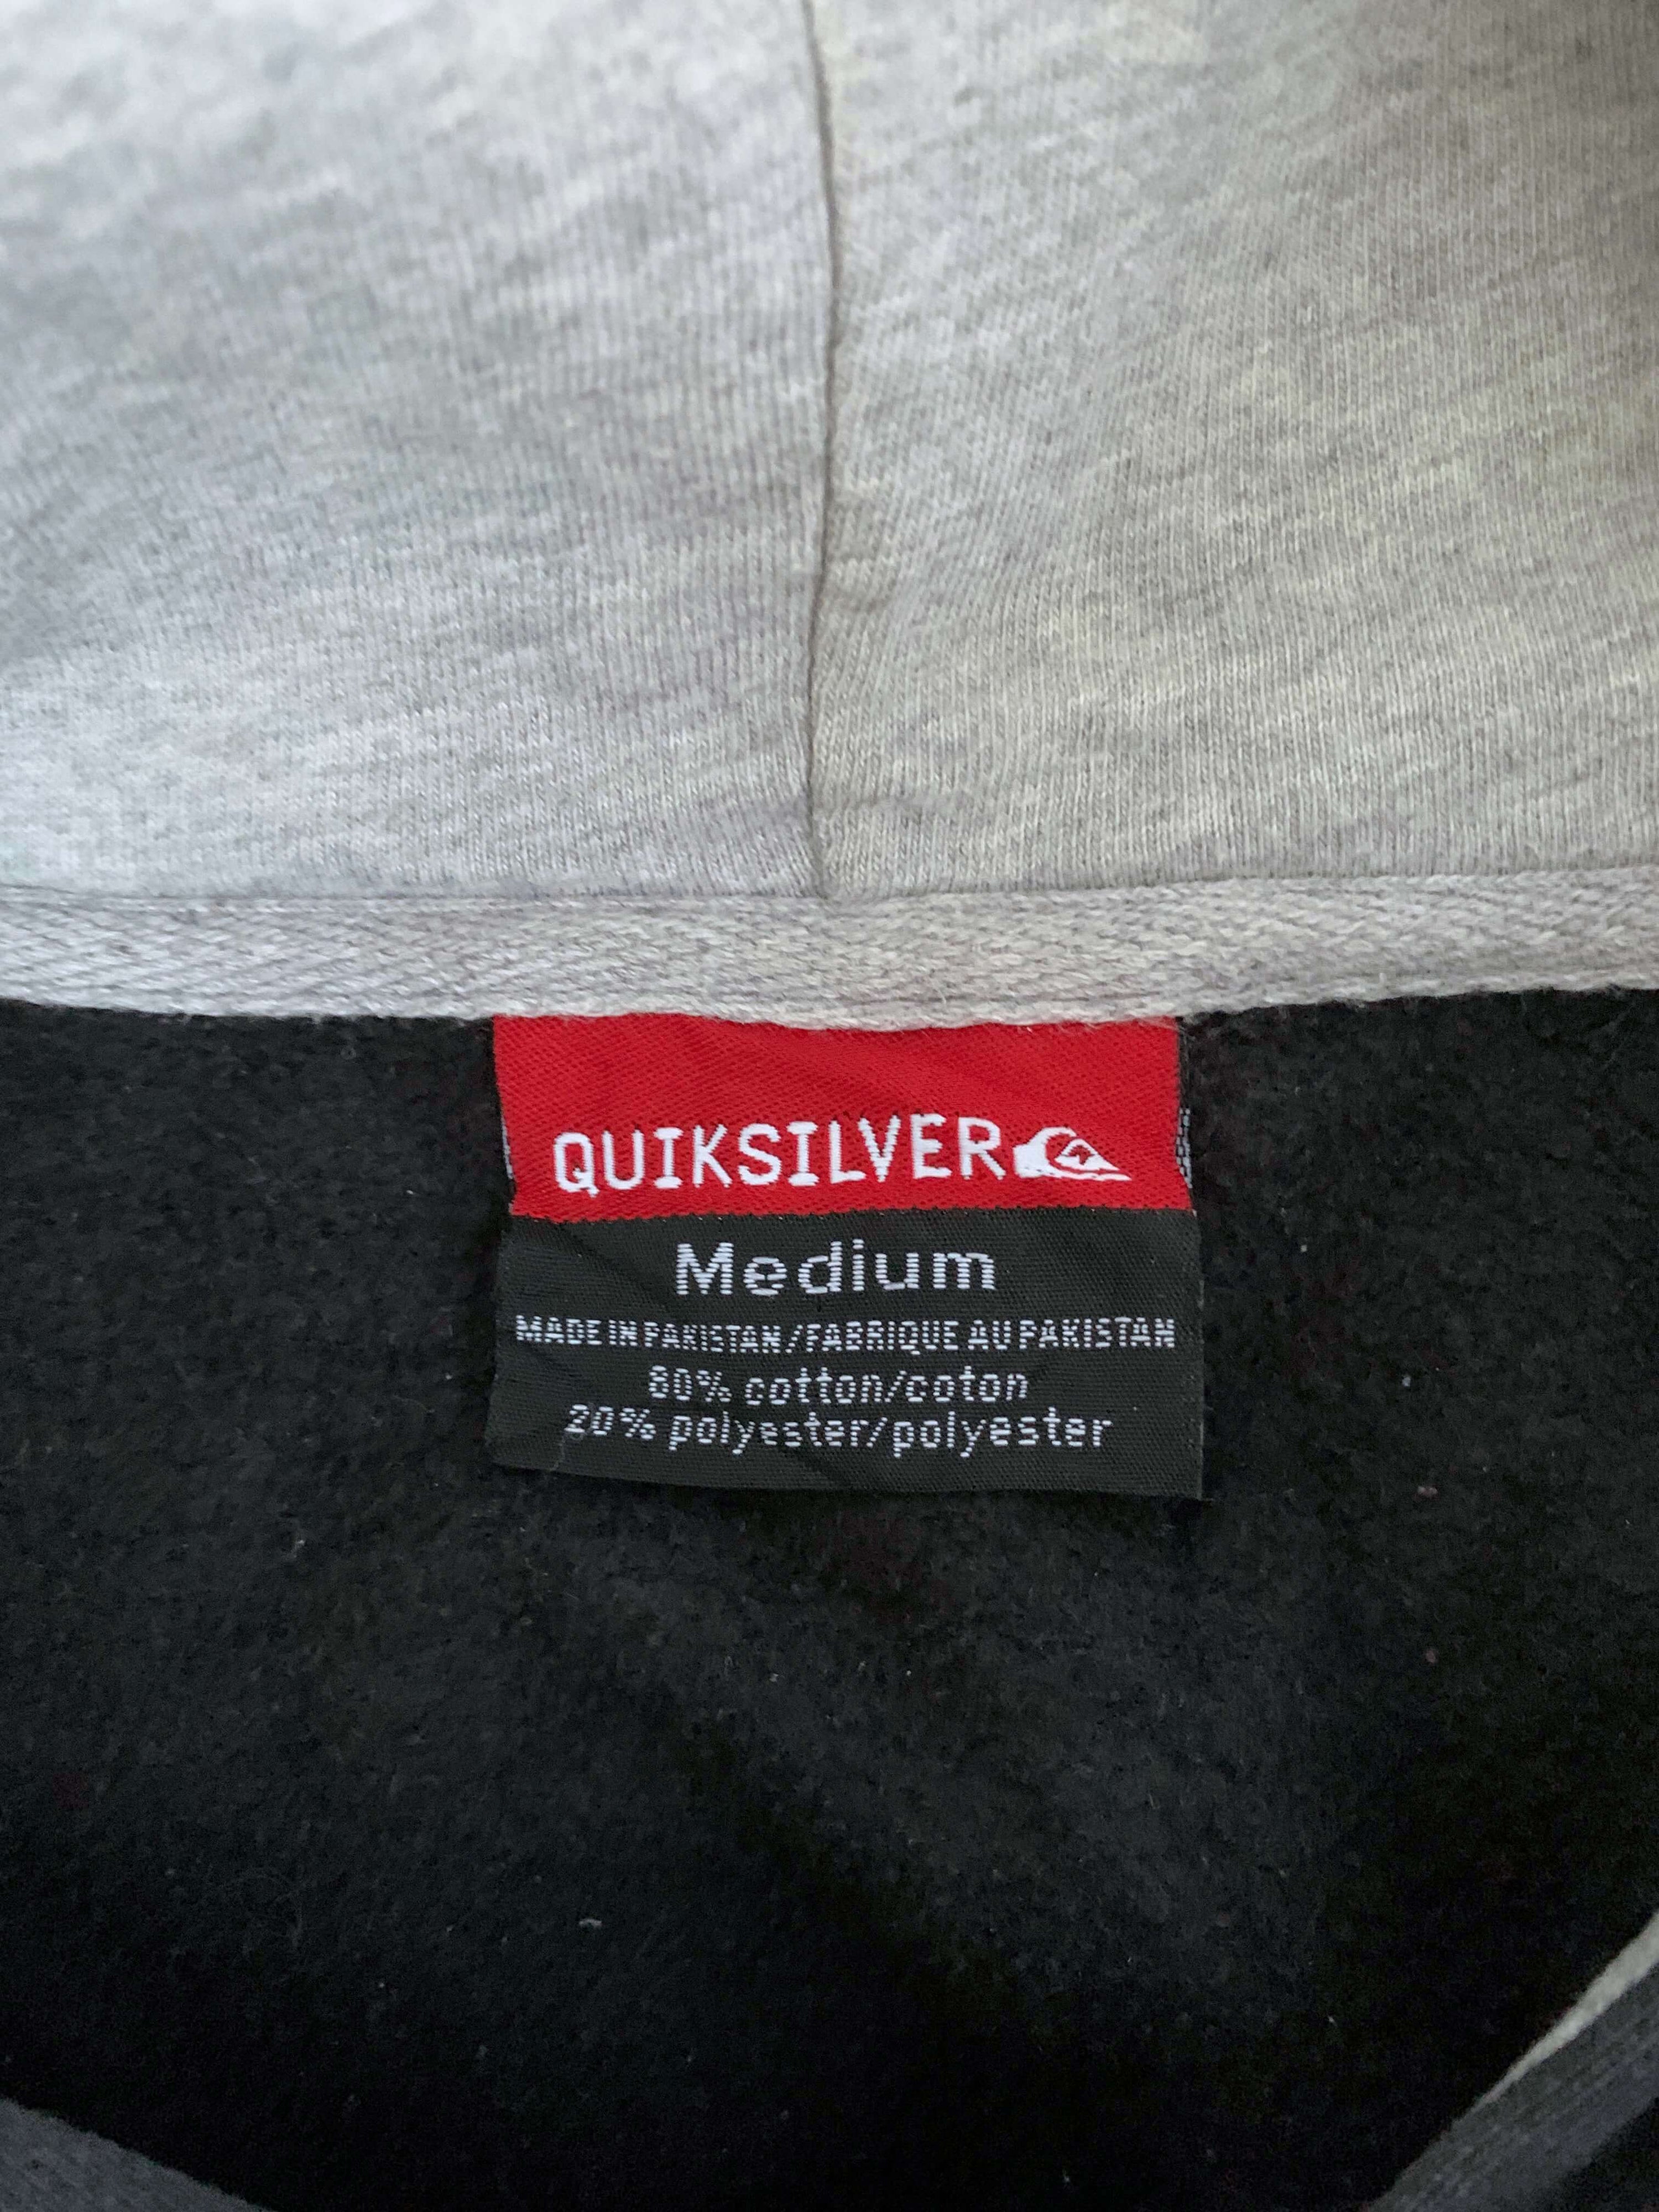 QUIKSILVER
Medium
MADE IN PAKISTAN/FABRIQUE AU PAKISTAN
80% cotton/coton
20% polyester/polyester